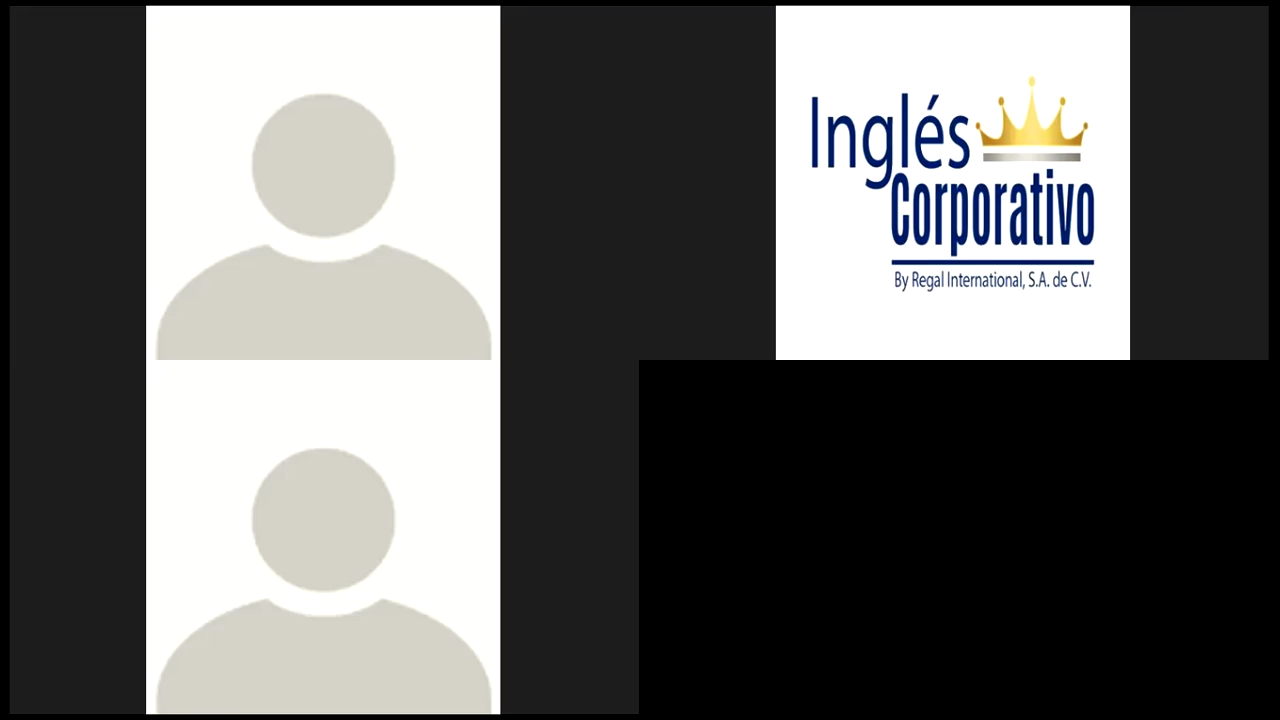 Inglés
Corporativo
By Regal International, S.A. de C.V.